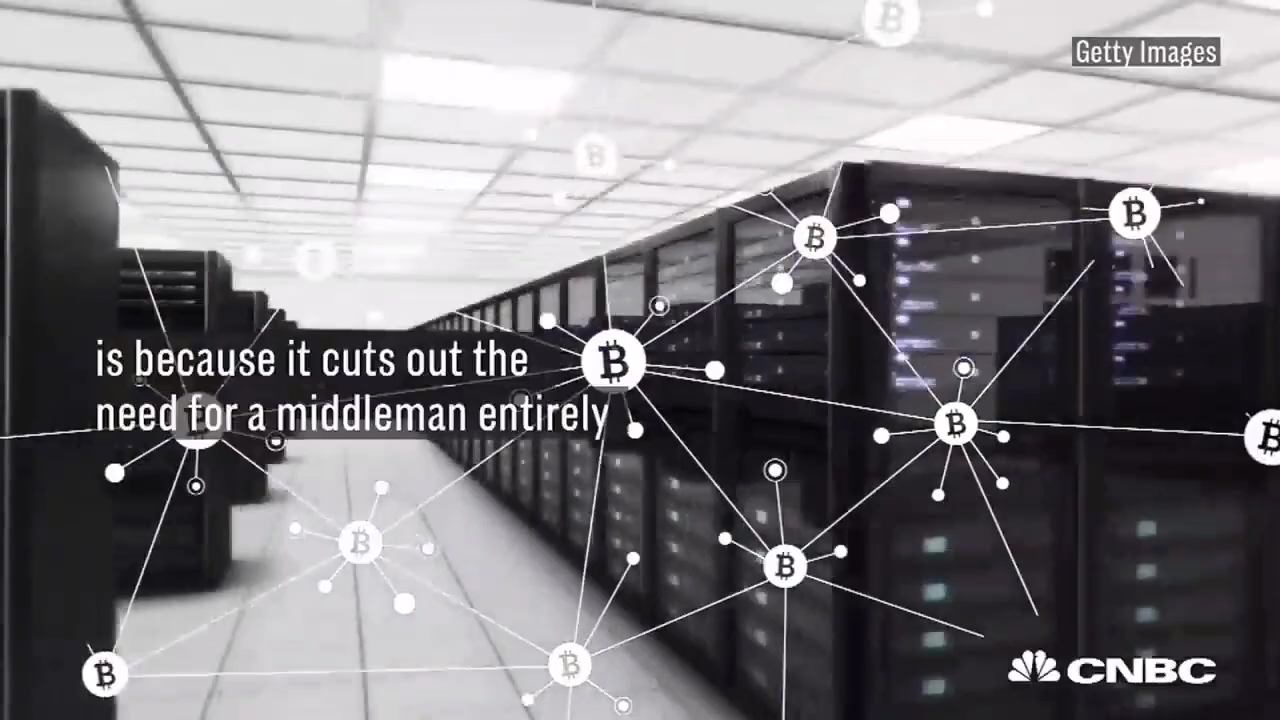 Getty Images
is because it cuts out the
need for a middleman entirely
CNBC